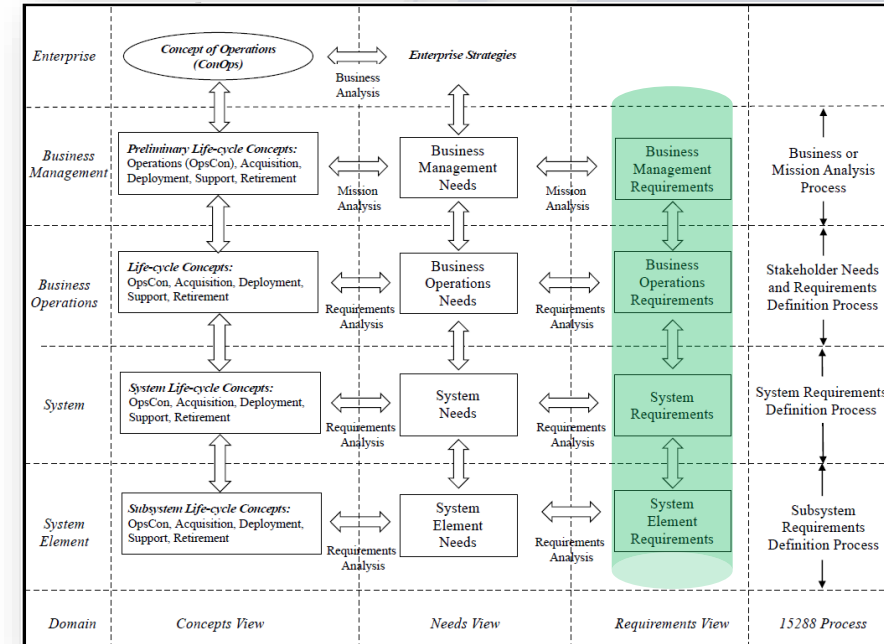 Enterprise
Concept of Operations
(ConOps)
Business
Analysis
Enterprise Strategies
Business
Management
Preliminary Life-cycle Concepts:
Operations (OpsCon), Acquisition,
Deployment, Support, Retirement
Mission
Analysis
Business
Management
Needs
Mission
Analysis
Business
Management
Requirements
Business or
Mission Analysis
Process
Business
Operations
Life-cycle Concepts:
OpsCon, Acquisition, Deployment,
Support, Retirement
Requirements
Analysis
Business
Operations
Needs
Requirements
Analysis
Business
Operations
Requirements
Stakeholder Needs
and Requirements
Definition Process
System
System Life-cycle Concepts:
OpsCon, Acquisition, Deployment,
Support, Retirement
Requirements
Analysis
System
Needs
Requirements
Analysis
System
Requirements
System Requirements
Definition Process
System
Element
Subsystem Life-cycle Concepts:
OpsCon, Acquisition, Deployment,
Support, Retirement
Requirements
Analysis
System
Element
Needs
Requirements
Analysis
System
Element
Requirements
Subsystem
Requirements
Definition Process
Domain
Concepts View
Needs View
Requirements View
15288 Process